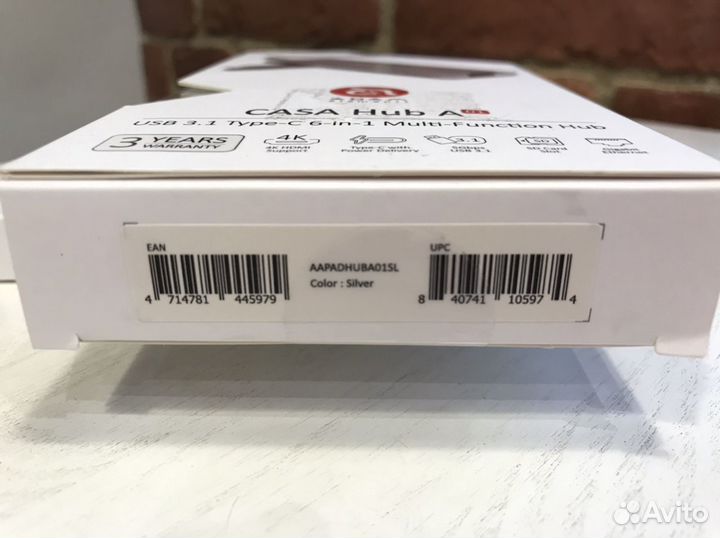 CASA Hub A
USB 3.1 Type-C 6-in-1 Multi-Function Hub
3 YEARS
WARRANTY
4K
4K HDMI
Support
Type-C with
Power Delivery
5Gbps
USB 3.1
SD Card
Slot
Gigabit
Ethernet
EAN
4 714781 445979
AAPADHUBA01SL
Color : Silver
UPC
8 40741 10597 4
Avito